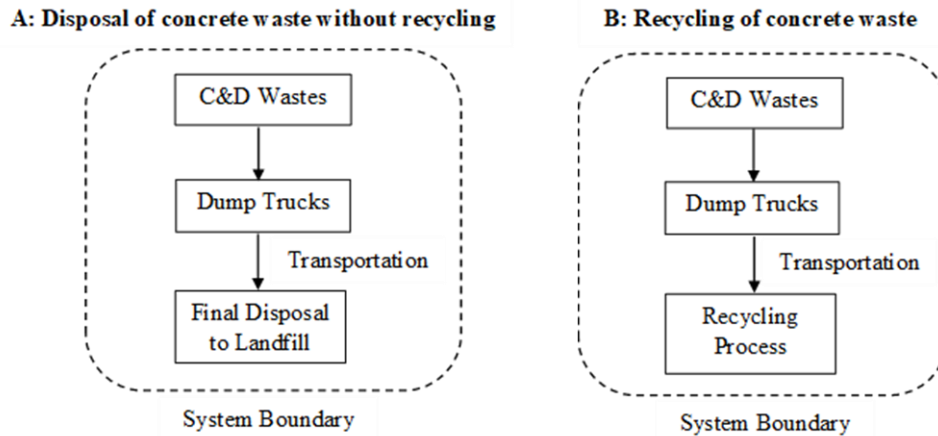 A: Disposal of concrete waste without recycling
C&D Wastes
Dump Trucks
Transportation
Final Disposal
to Landfill
System Boundary
B: Recycling of concrete waste
C&D Wastes
Dump Trucks
Transportation
Recycling
Process
System Boundary